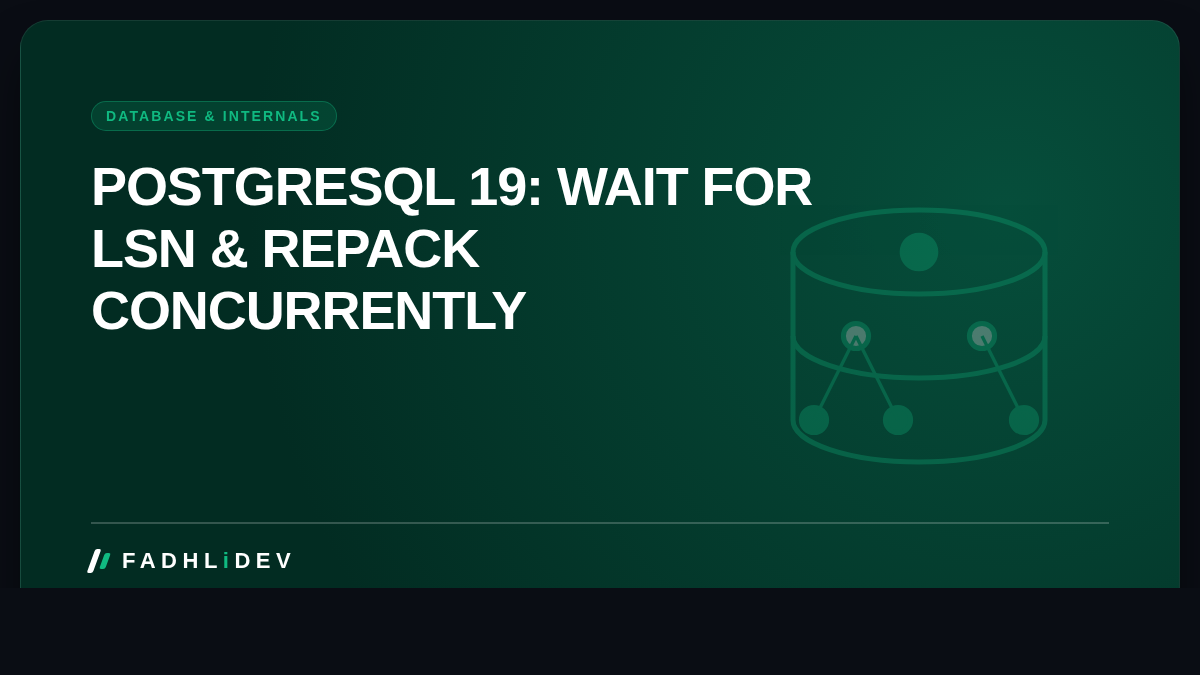 DATABASE & INTERNALS
POSTGRESQL 19: WAIT FOR
LSN & REPACK
CONCURRENTLY
FADHLiDEV